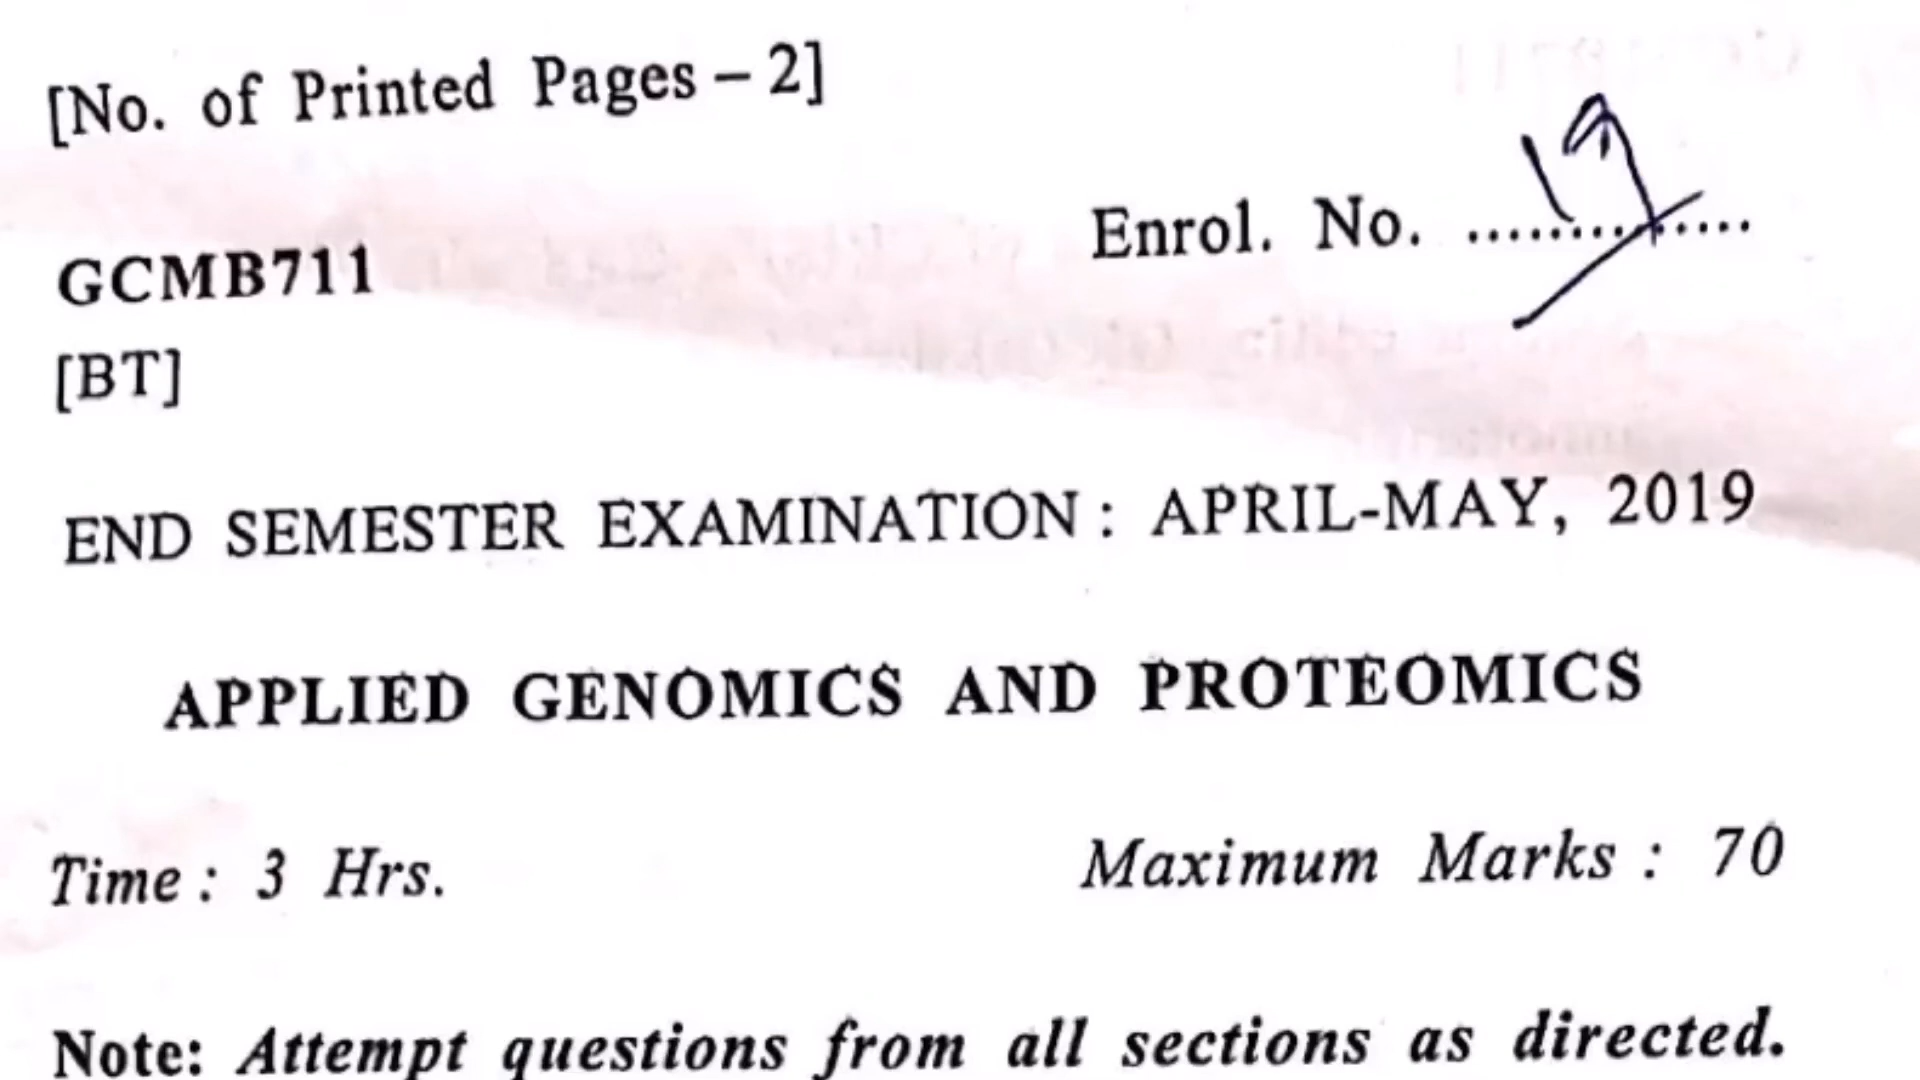 [No. of Printed Pages – 2]
Enrol. No. ..................
GCMB711
[BT]
END SEMESTER EXAMINATION : APRIL-MAY, 2019
APPLIED GENOMICS AND PROTEOMICS
Time : 3 Hrs. Maximum Marks : 70
Note: Attempt questions from all sections as directed.